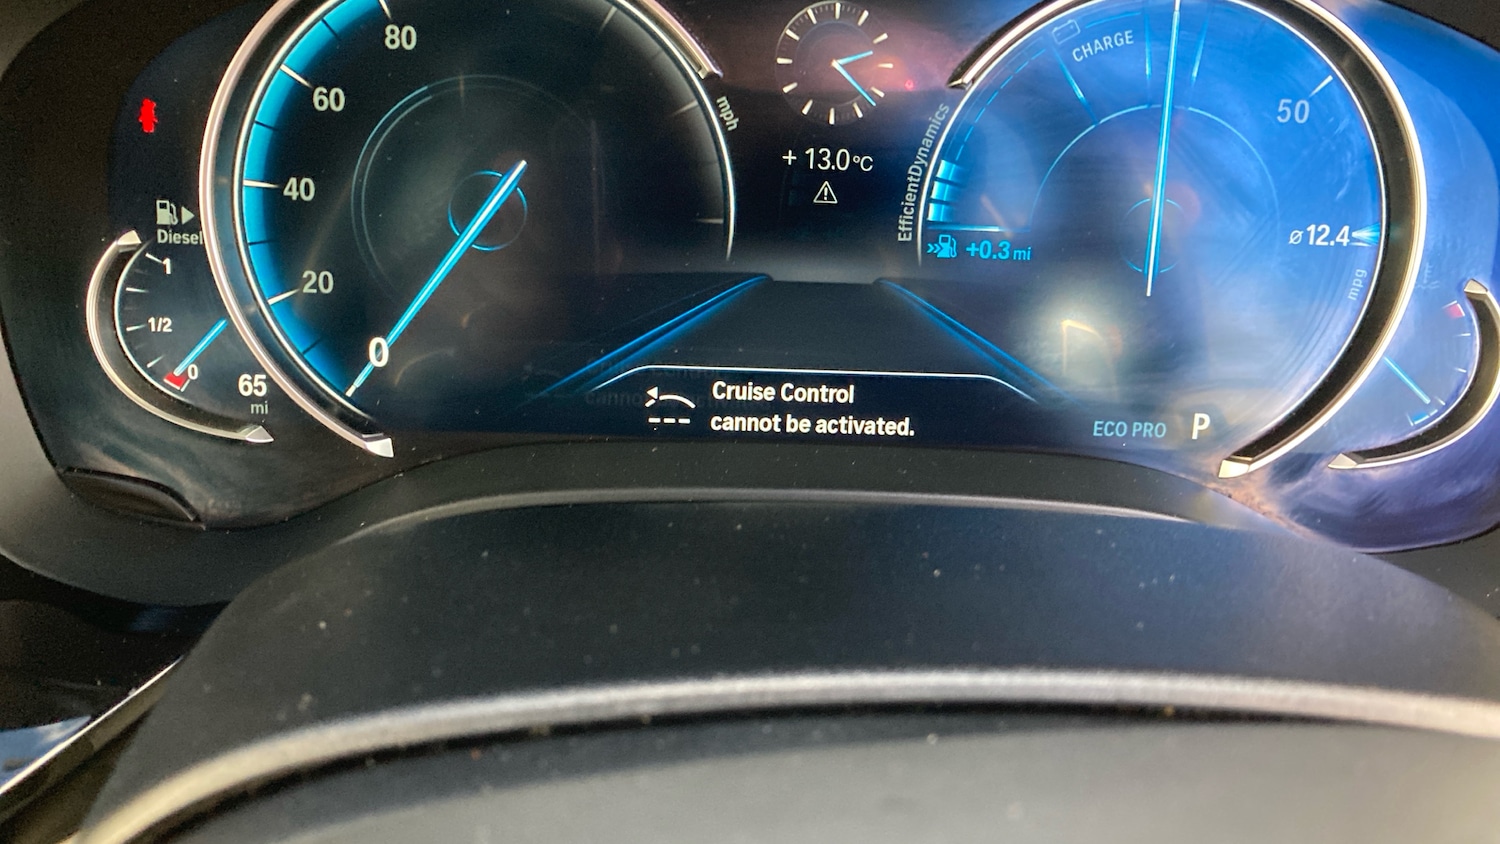 80
60
40
20
0
mph
Diesel
1
1/2
0
65
mi
+ 13.0°C
EfficientDynamics
CHARGE
50
+0.3 mi
ø 12.4
mpg
Cruise Control
cannot be activated.
ECO PRO P